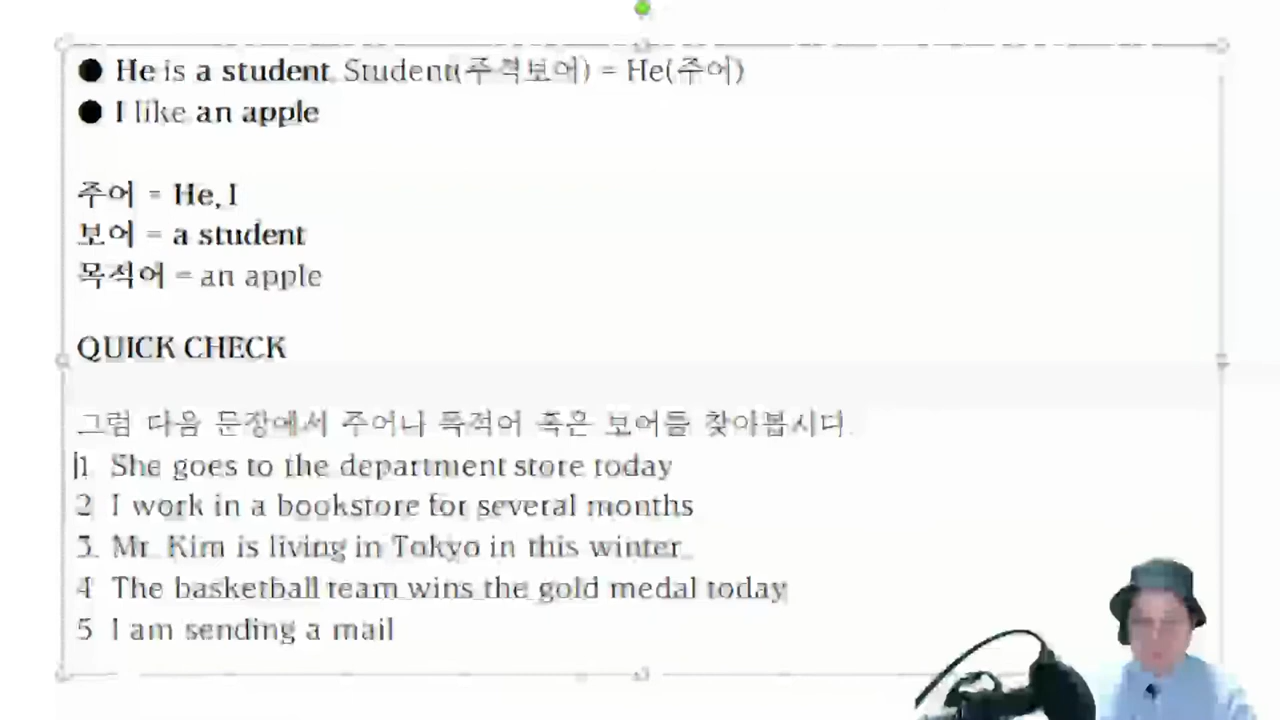 ● He is a student. Student(주격보어) = He(주어)
● I like an apple
주어 = He, I
보어 = a student
목적어 = an apple
QUICK CHECK
그럼 다음 문장에서 주어나 목적어 혹은 보어를 찾아봅시다.
1. She goes to the department store today
2. I work in a bookstore for several months
3. Mr. Kim is living in Tokyo in this winter.
4. The basketball team wins the gold medal today
5. I am sending a mail